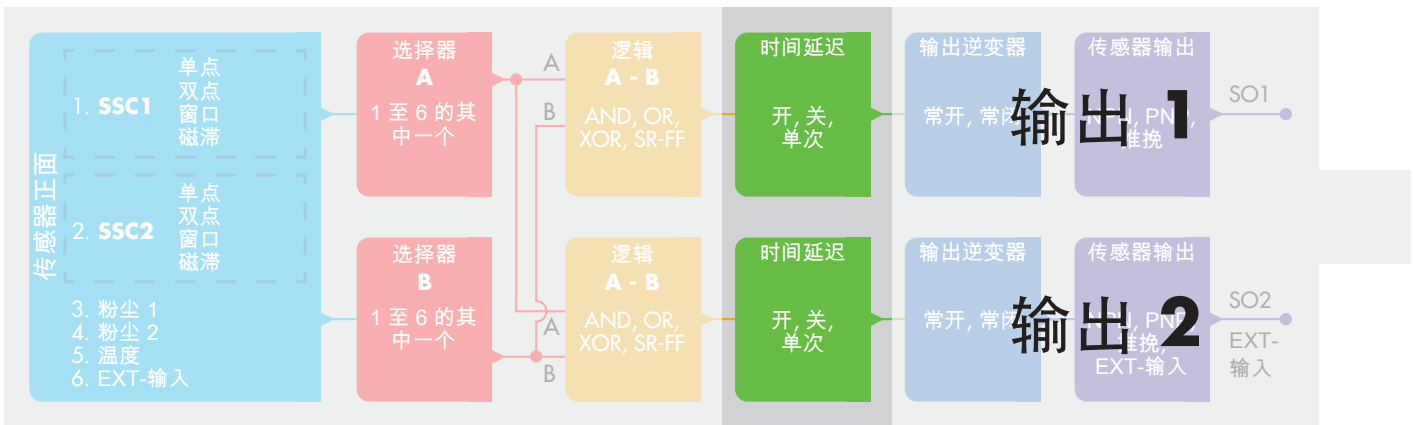 传感器正面
1. SSC1
单点
双点
窗口
磁滞
2. SSC2
单点
双点
窗口
磁滞
3. 粉尘 1
4. 粉尘 2
5. 温度
6. EXT-输入
选择器
A
1 至 6 的其
中一个
选择器
B
1 至 6 的其
中一个
A
B
A
B
逻辑
A - B
AND, OR,
XOR, SR-FF
逻辑
A - B
AND, OR,
XOR, SR-FF
时间延迟
开, 关,
单次
时间延迟
开, 关,
单次
输出逆变器
常开, 常闭
输出逆变器
常开, 常闭
传感器输出
NPN, PNP,
推挽
输出 1
传感器输出
NPN, PNP,
推挽,
EXT-输入
输出 2
SO1
SO2
EXT-
输入